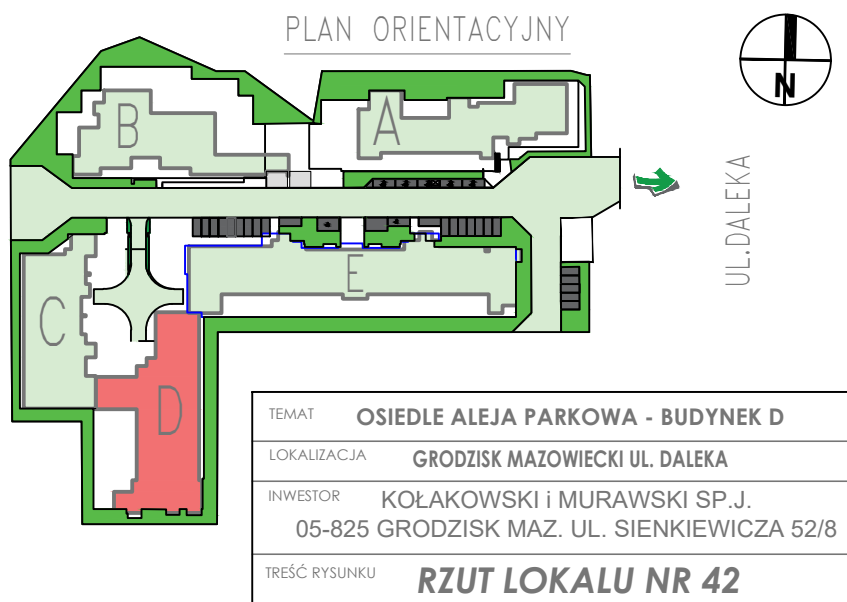 PLAN ORIENTACYJNY
N
B
A
UL.DALEKA
E
C
D
TEMAT OSIEDLE ALEJA PARKOWA - BUDYNEK D
LOKALIZACJA GRODZISK MAZOWIECKI UL. DALEKA
INWESTOR KOŁAKOWSKI i MURAWSKI SP.J.
05-825 GRODZISK MAZ. UL. SIENKIEWICZA 52/8
TREŚĆ RYSUNKU RZUT LOKALU NR 42